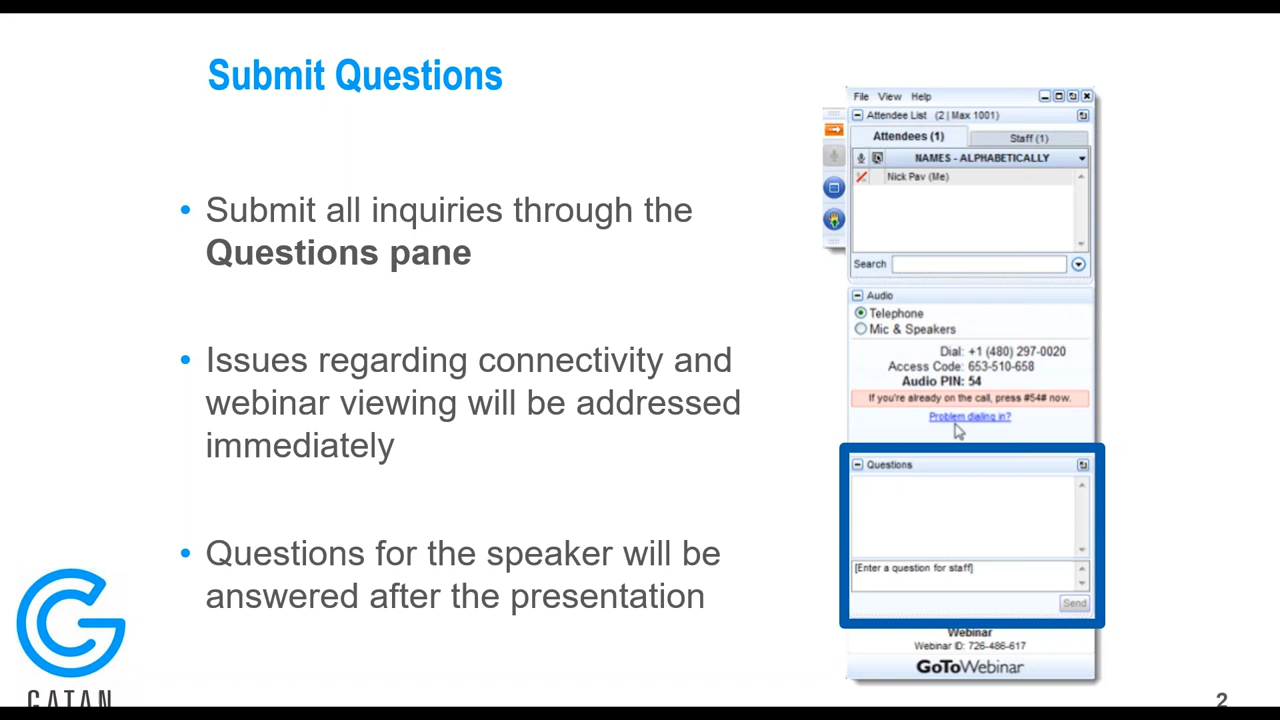 Submit Questions
Submit all inquiries through the
Questions pane
Issues regarding connectivity and
webinar viewing will be addressed
immediately
Questions for the speaker will be
answered after the presentation
GATAN
File View Help
Attendee List (2 | Max 1001)
Attendees (1) Staff (1)
NAMES - ALPHABETICALLY
Nick Pav (Me)
Search
Audio
Telephone
Mic & Speakers
Dial: +1 (480) 297-0020
Access Code: 653-510-658
Audio PIN: 54
If you're already on the call, press #54# now.
Problem dialing in?
Questions
[Enter a question for staff]
Send
Webinar
Webinar ID: 726-486-617
GoToWebinar
2